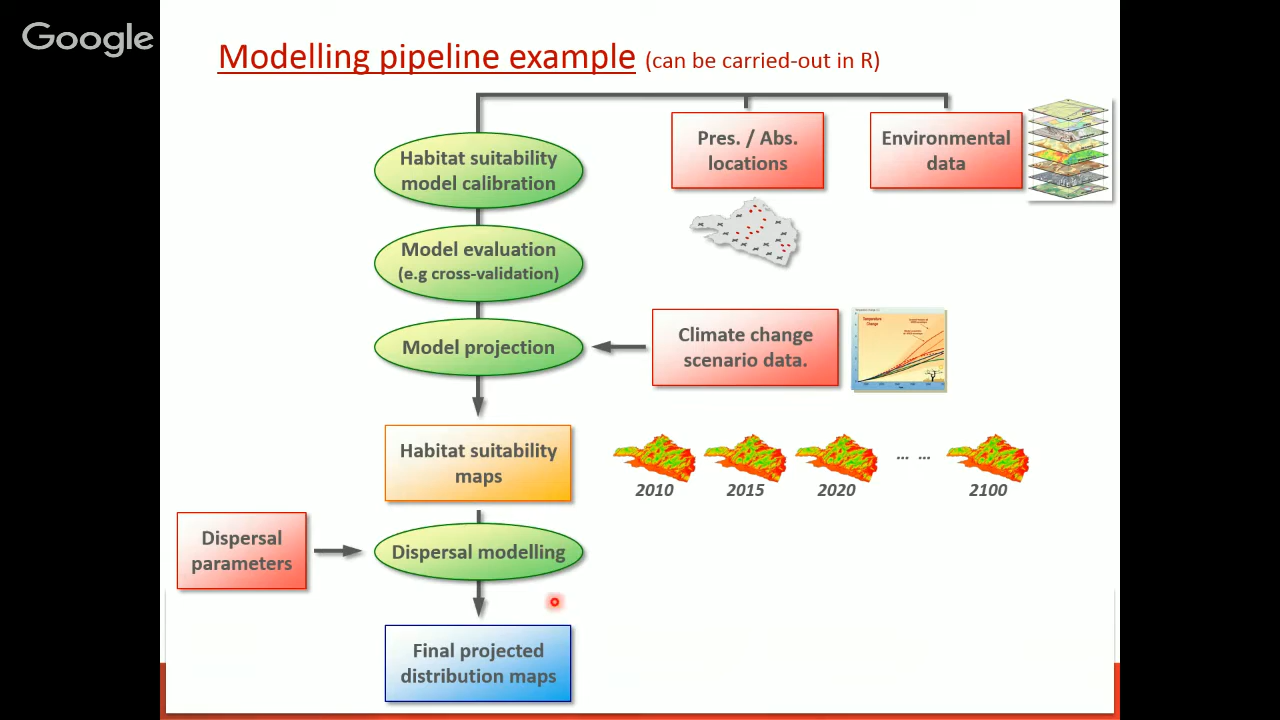 Google
Modelling pipeline example (can be carried-out in R)
Habitat suitability
model calibration
Pres. / Abs.
locations
Environmental
data
Model evaluation
(e.g cross-validation)
Model projection
Climate change
scenario data.
Temperature
Change
Habitat suitability
maps
2010
2015
2020
... ...
2100
Dispersal
parameters
Dispersal modelling
Final projected
distribution maps